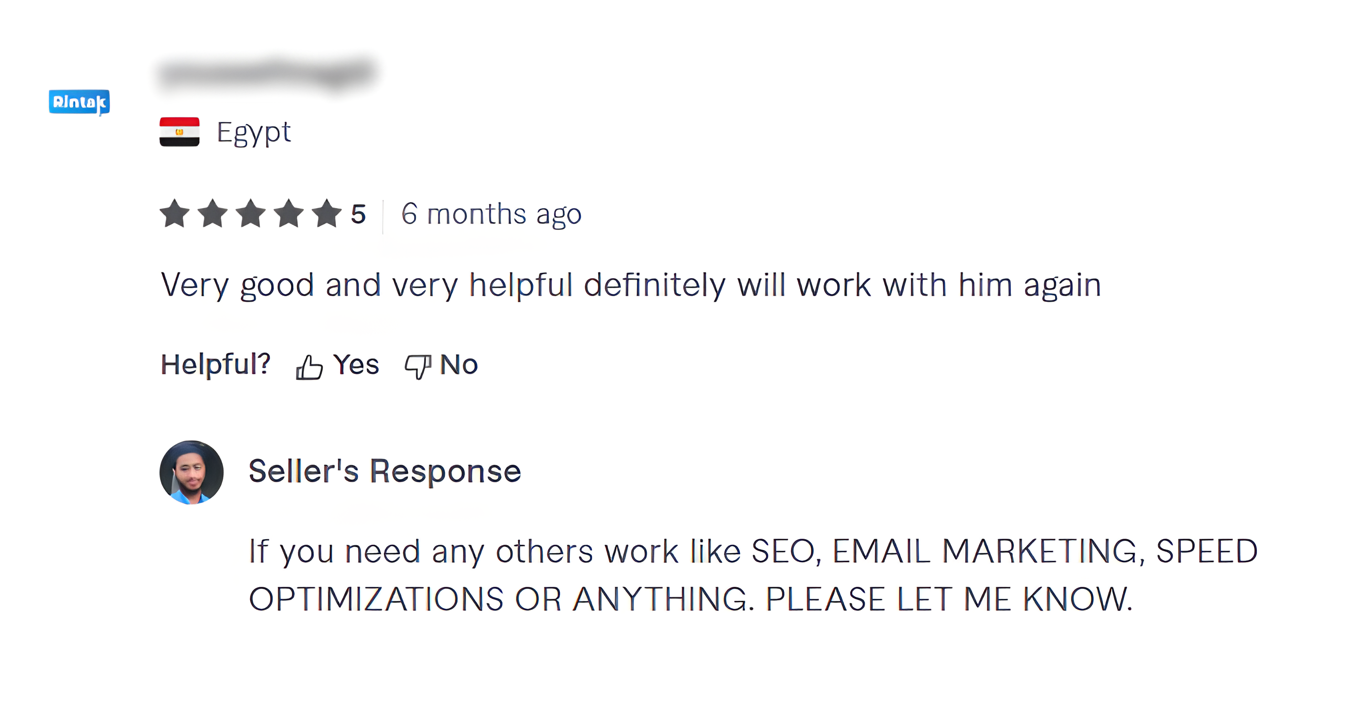 Rintak
Egypt
5
6 months ago
Very good and very helpful definitely will work with him again
Helpful? Yes No
Seller's Response
If you need any others work like SEO, EMAIL MARKETING, SPEED
OPTIMIZATIONS OR ANYTHING. PLEASE LET ME KNOW.